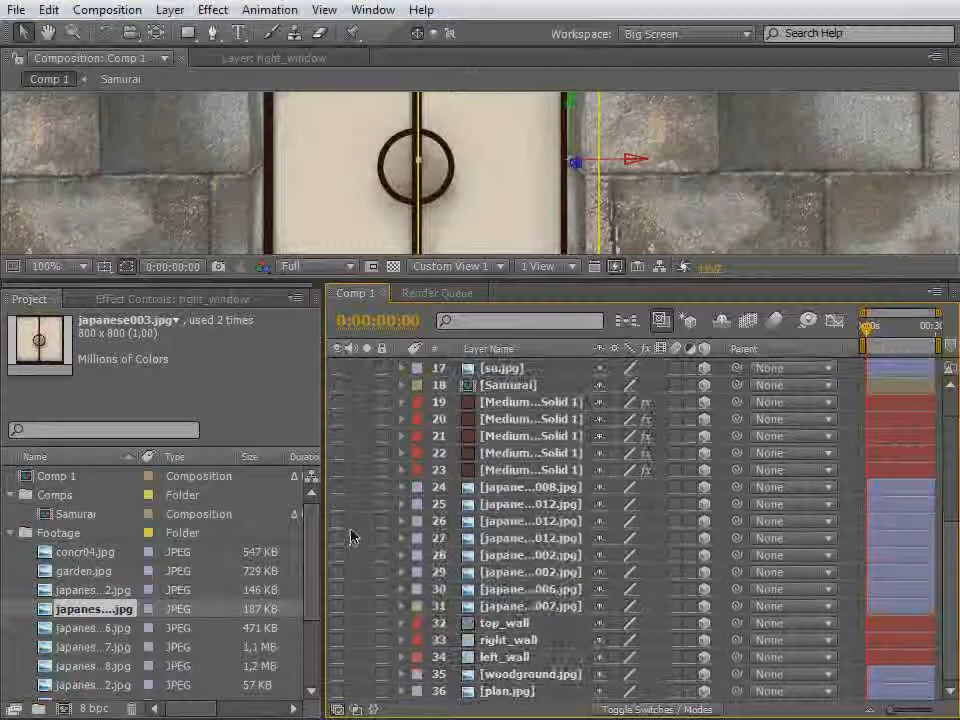 File Edit Composition Layer Effect Animation View Window Help
Workspace: Big Screen Search Help
Composition: Comp 1 Layer: right_window
Comp 1 Samurai
100% 0:00:00:00 Full Custom View 1 1 View
Project Effect Controls: right_window
Comp 1 Render Queue
japanese003.jpg , used 2 times
800 x 800 (1,00)
Millions of Colors
0:00:00:00
00:30
# Layer Name Parent
17 [su.jpg] None
18 [Samurai] None
19 [Medium...Solid 1] None
20 [Medium...Solid 1] None
21 [Medium...Solid 1] None
22 [Medium...Solid 1] None
23 [Medium...Solid 1] None
24 [japane...008.jpg] None
25 [japane...012.jpg] None
26 [japane...012.jpg] None
27 [japane...012.jpg] None
28 [japane...002.jpg] None
29 [japane...002.jpg] None
30 [japane...006.jpg] None
31 [japane...007.jpg] None
32 top_wall None
33 right_wall None
34 left_wall None
35 [woodground.jpg] None
36 [plan.jpg] None
Name Type Size Duratio
Comp 1 Composition
Comps Folder
Samurai Composition
Footage Folder
concr04.jpg JPEG 547 KB
garden.jpg JPEG 729 KB
japanes...2.jpg JPEG 146 KB
japanes....jpg JPEG 187 KB
japanes...6.jpg JPEG 471 KB
japanes...7.jpg JPEG 1,1 MB
japanes...8.jpg JPEG 1,2 MB
japanes...2.jpg JPEG 57 KB
8 bpc
Toggle Switches / Modes